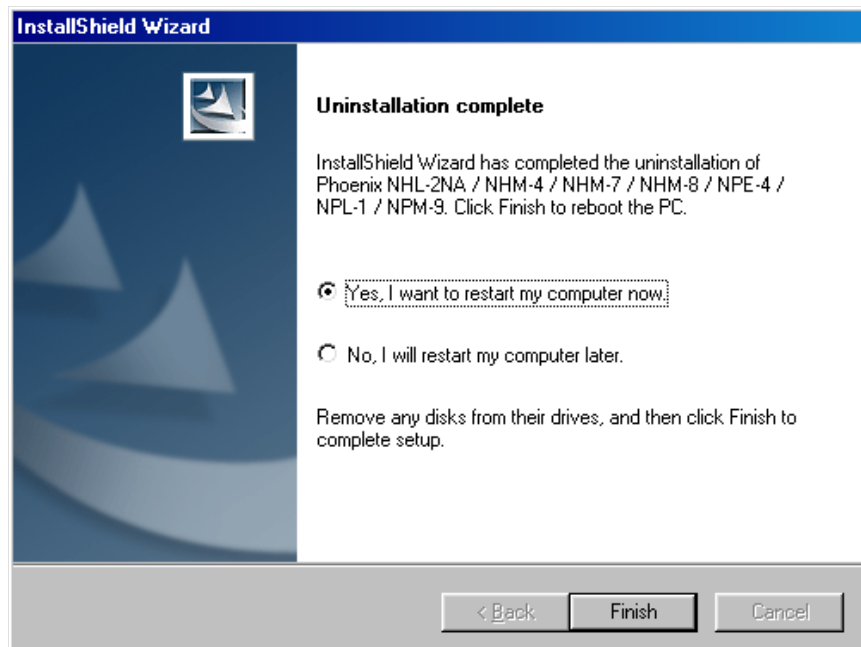 InstallShield Wizard
Uninstallation complete
InstallShield Wizard has completed the uninstallation of
Phoenix NHL-2NA / NHM-4 / NHM-7 / NHM-8 / NPE-4 /
NPL-1 / NPM-9. Click Finish to reboot the PC.
Yes, I want to restart my computer now.
No, I will restart my computer later.
Remove any disks from their drives, and then click Finish to
complete setup.
< Back Finish Cancel